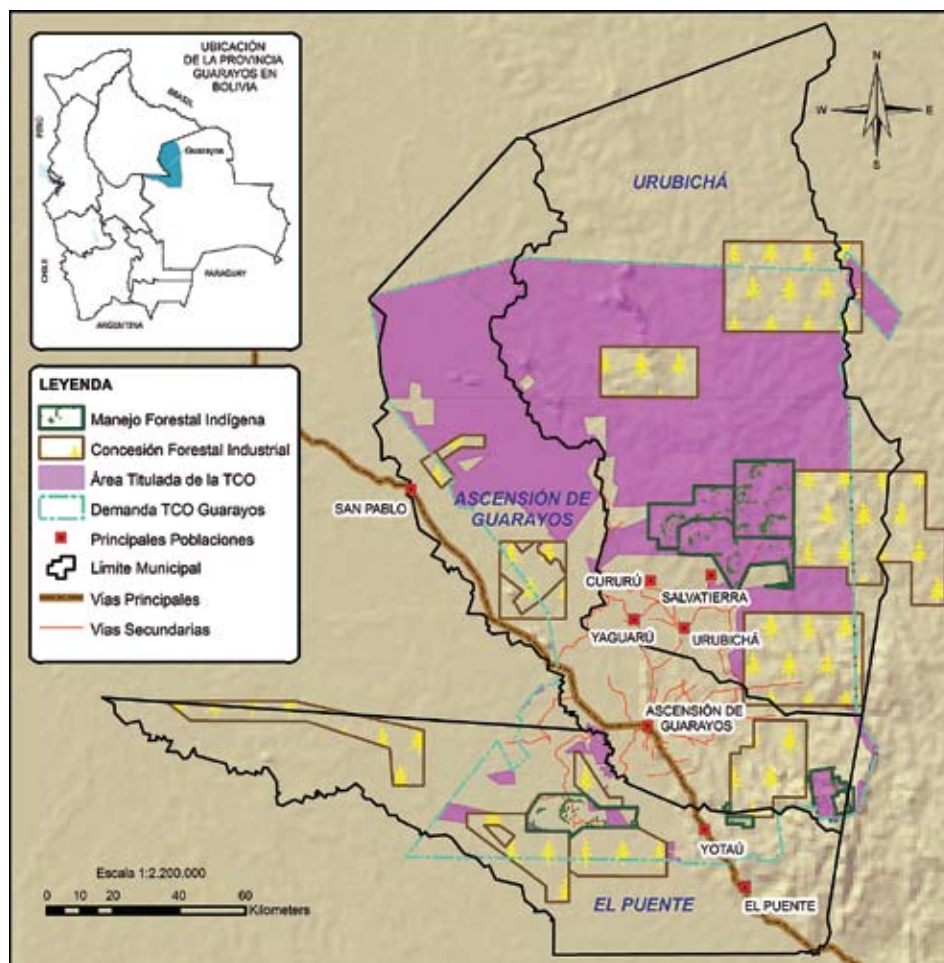 UBICACIÓN
DE LA PROVINCIA
GUARAYOS EN
BOLIVIA
BRASIL
PERÚ
Guarayos
CHILE
PARAGUAY
ARGENTINA
N
W
E
S
URUBICHÁ
LEYENDA
Manejo Forestal Indígena
Concesión Forestal Industrial
Área Titulada de la TCO
Demanda TCO Guarayos
Principales Poblaciones
Límite Municipal
Vías Principales
Vías Secundarias
SAN PABLO
ASCENSIÓN DE
GUARAYOS
CURURÚ
SALVATIERRA
YAGUARÚ
URUBICHÁ
ASCENSIÓN DE
GUARAYOS
YOTAÚ
EL PUENTE
EL PUENTE
Escala 1:2.200,000
0 10 20 40 60
Kilometers